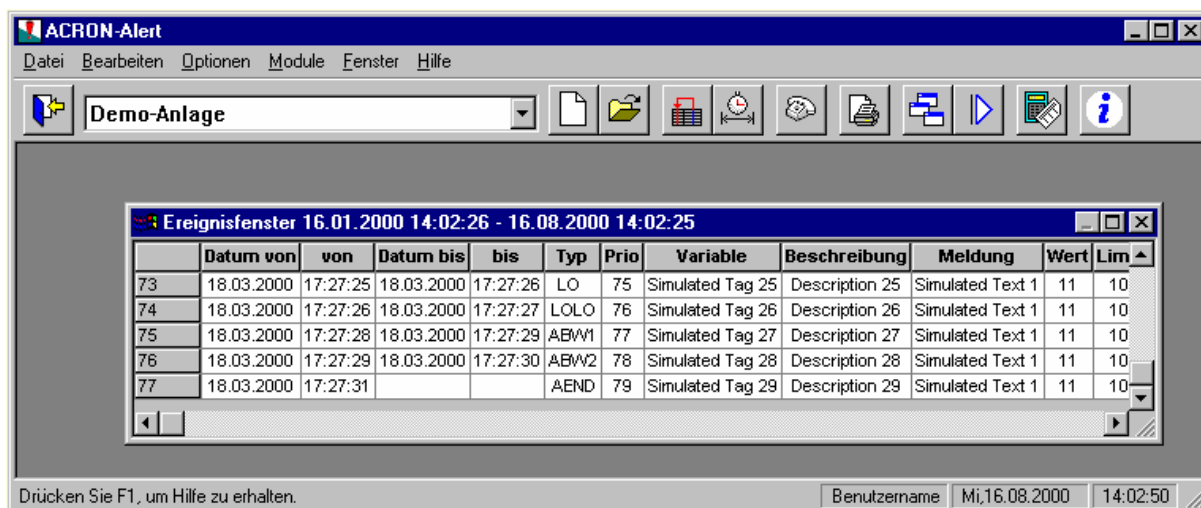 ACRON-Alert
Datei Bearbeiten Optionen Module Fenster Hilfe
Demo-Anlage
Ereignisfenster 16.01.2000 14:02:26 - 16.08.2000 14:02:25
Datum von von Datum bis bis Typ Prio Variable Beschreibung Meldung Wert Lim
73 18.03.2000 17:27:25 18.03.2000 17:27:26 LO 75 Simulated Tag 25 Description 25 Simulated Text 1 11 10
74 18.03.2000 17:27:26 18.03.2000 17:27:27 LOLO 76 Simulated Tag 26 Description 26 Simulated Text 1 11 10
75 18.03.2000 17:27:28 18.03.2000 17:27:29 ABW1 77 Simulated Tag 27 Description 27 Simulated Text 1 11 10
76 18.03.2000 17:27:29 18.03.2000 17:27:30 ABW2 78 Simulated Tag 28 Description 28 Simulated Text 1 11 10
77 18.03.2000 17:27:31 AEND 79 Simulated Tag 29 Description 29 Simulated Text 1 11 10
Drücken Sie F1, um Hilfe zu erhalten. Benutzername Mi,16.08.2000 14:02:50